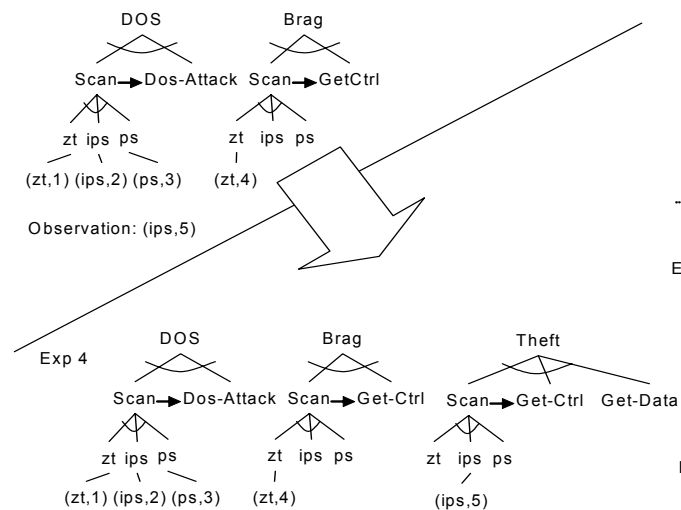 DOS Brag
Scan Dos-Attack Scan GetCtrl
zt ips ps zt ips ps
(zt,1) (ips,2) (ps,3) (zt,4)
Observation: (ips,5)
E
DOS Brag Theft
Exp 4
Scan Dos-Attack Scan Get-Ctrl Scan Get-Ctrl Get-Data
zt ips ps zt ips ps zt ips ps
(zt,1) (ips,2) (ps,3) (zt,4) (ips,5)